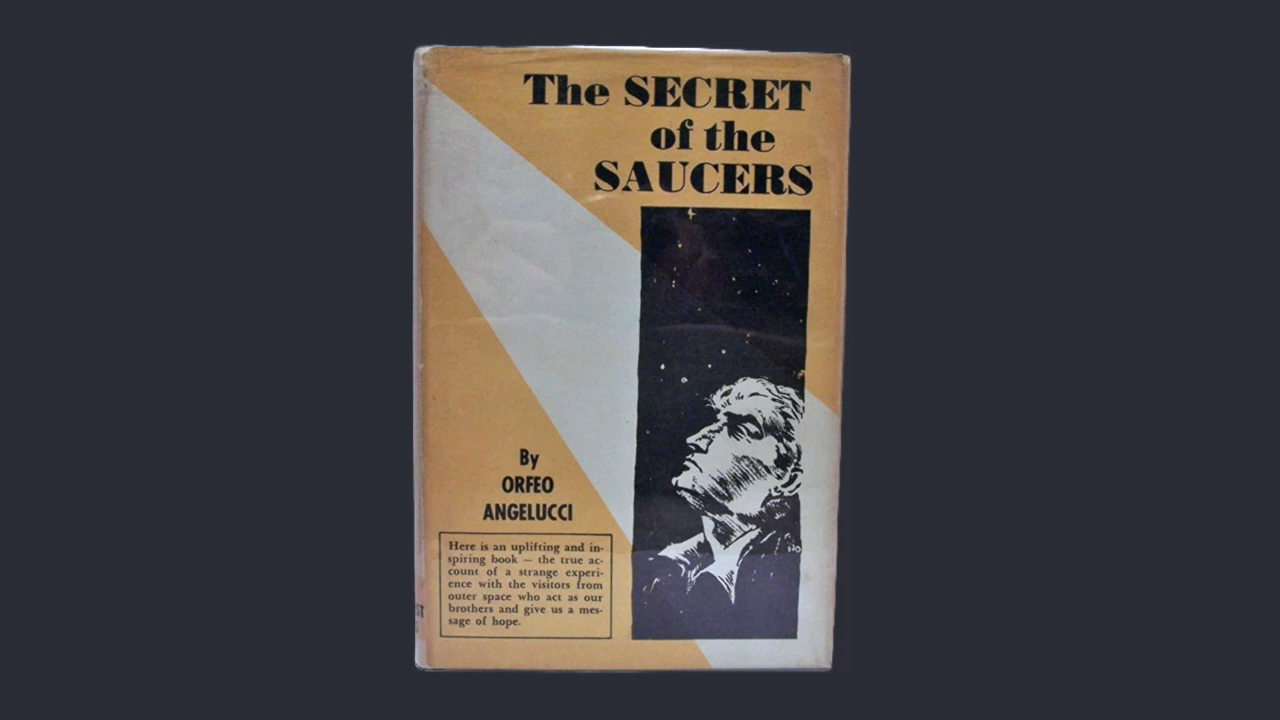 The SECRET
of the
SAUCERS
By
ORFEO
ANGELUCCI
Here is an uplifting and in-
spiring book — the true ac-
count of a strange experi-
ence with the visitors from
outer space who act as our
brothers and give us a mes-
sage of hope.